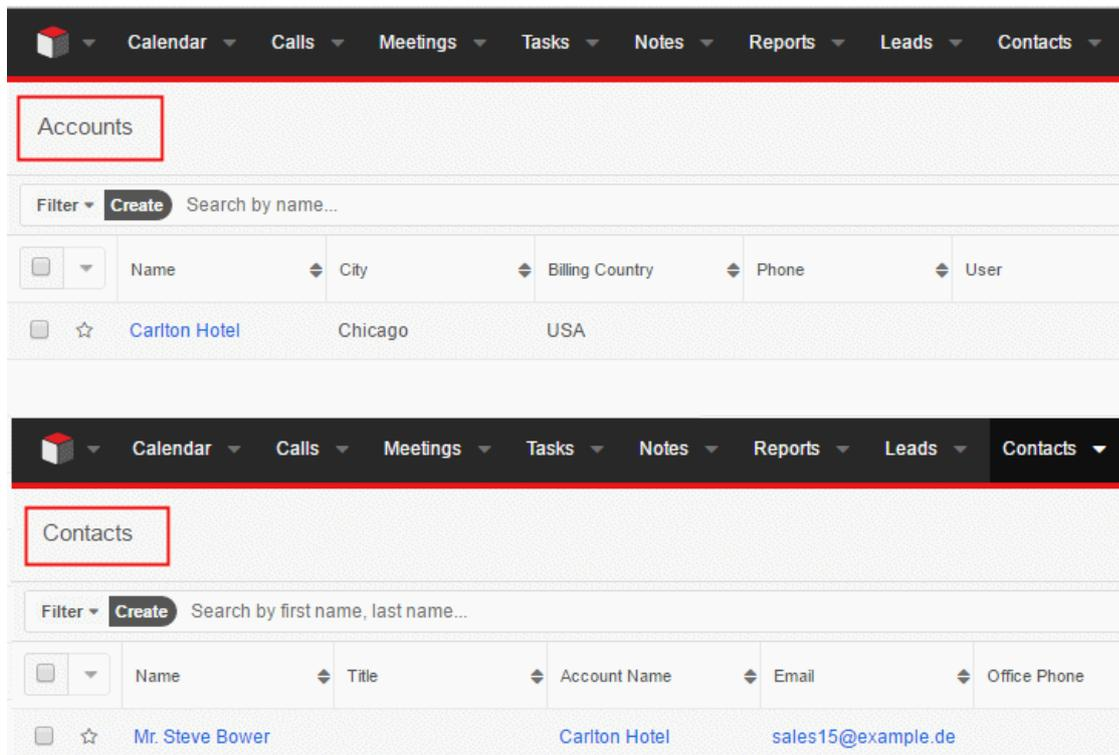 Calendar Calls Meetings Tasks Notes Reports Leads Contacts
Accounts
Filter Create Search by name...
Name City Billing Country Phone User
Carlton Hotel Chicago USA
Calendar Calls Meetings Tasks Notes Reports Leads Contacts
Contacts
Filter Create Search by first name, last name...
Name Title Account Name Email Office Phone
Mr. Steve Bower Carlton Hotel sales15@example.de